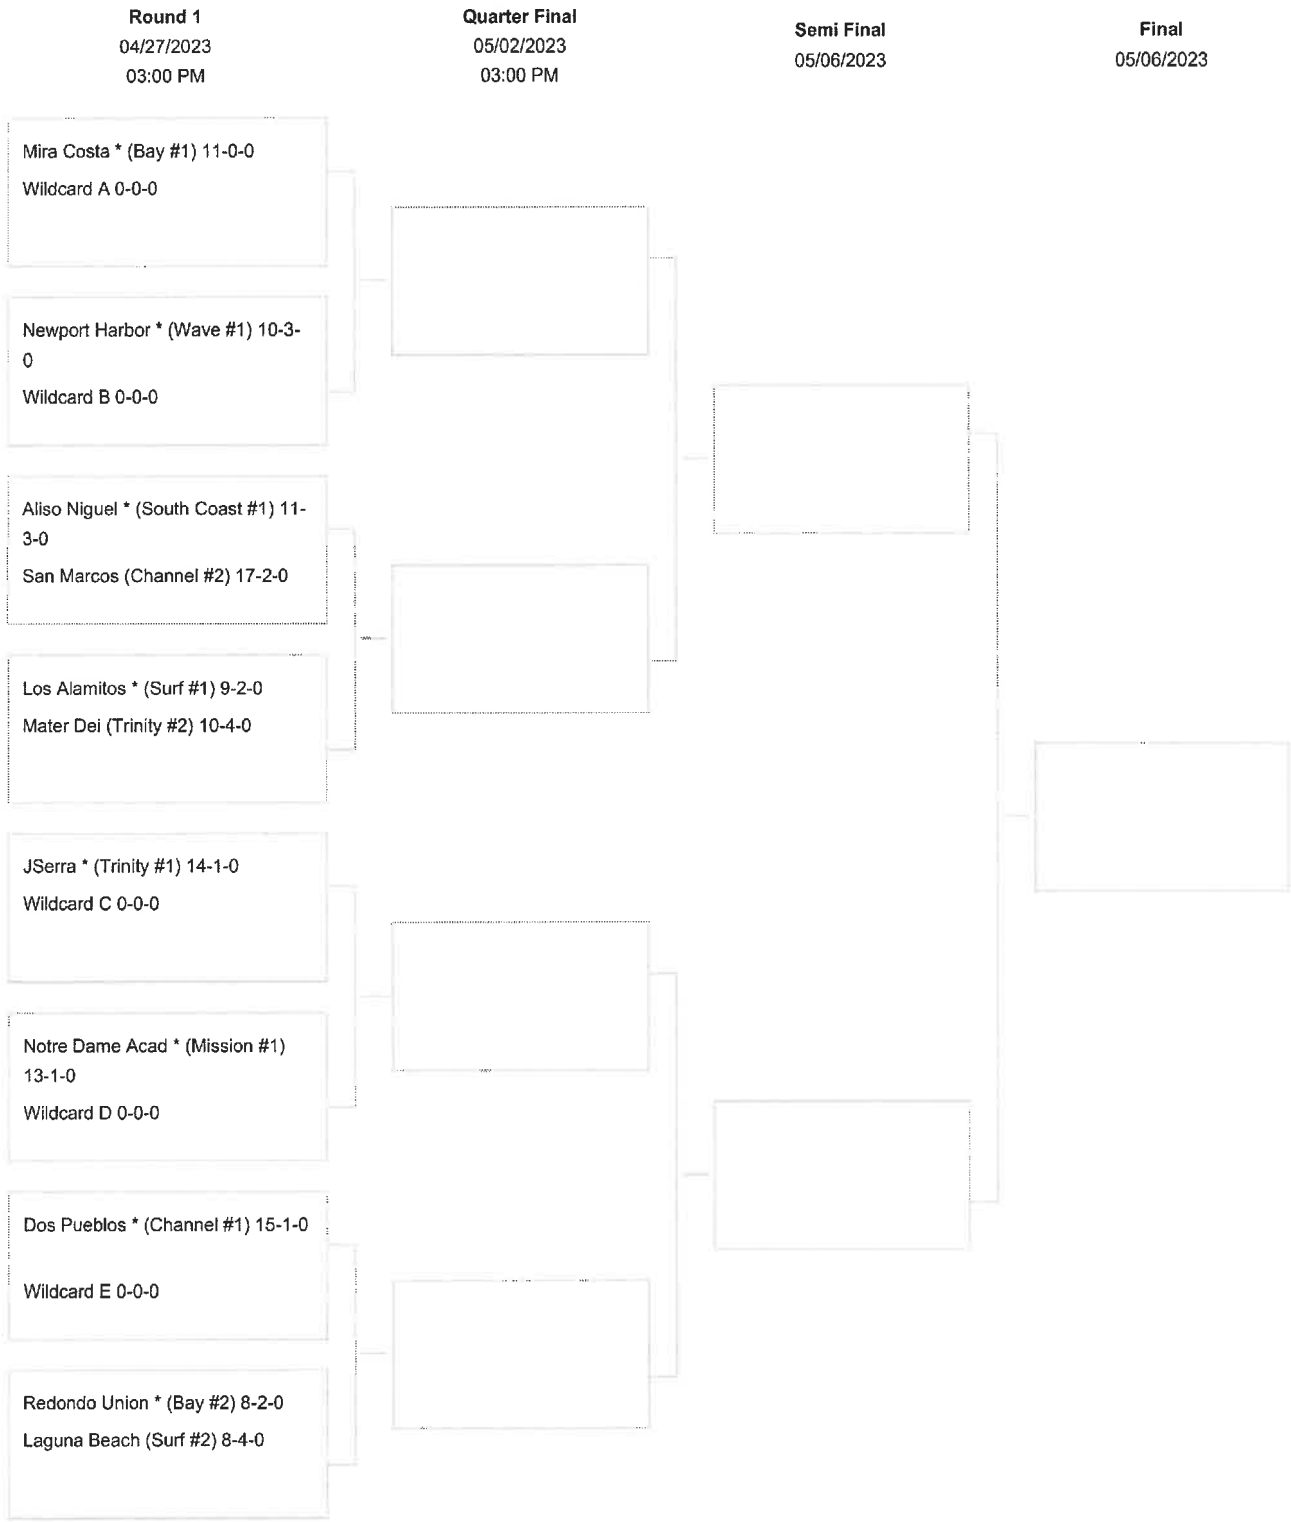 Round 1
04/27/2023
03:00 PM
Quarter Final
05/02/2023
03:00 PM
Semi Final
05/06/2023
Final
05/06/2023
Mira Costa * (Bay #1) 11-0-0
Wildcard A 0-0-0
Newport Harbor * (Wave #1) 10-3-
0
Wildcard B 0-0-0
Aliso Niguel * (South Coast #1) 11-
3-0
San Marcos (Channel #2) 17-2-0
Los Alamitos * (Surf #1) 9-2-0
Mater Dei (Trinity #2) 10-4-0
JSerra * (Trinity #1) 14-1-0
Wildcard C 0-0-0
Notre Dame Acad * (Mission #1)
13-1-0
Wildcard D 0-0-0
Dos Pueblos * (Channel #1) 15-1-0
Wildcard E 0-0-0
Redondo Union * (Bay #2) 8-2-0
Laguna Beach (Surf #2) 8-4-0